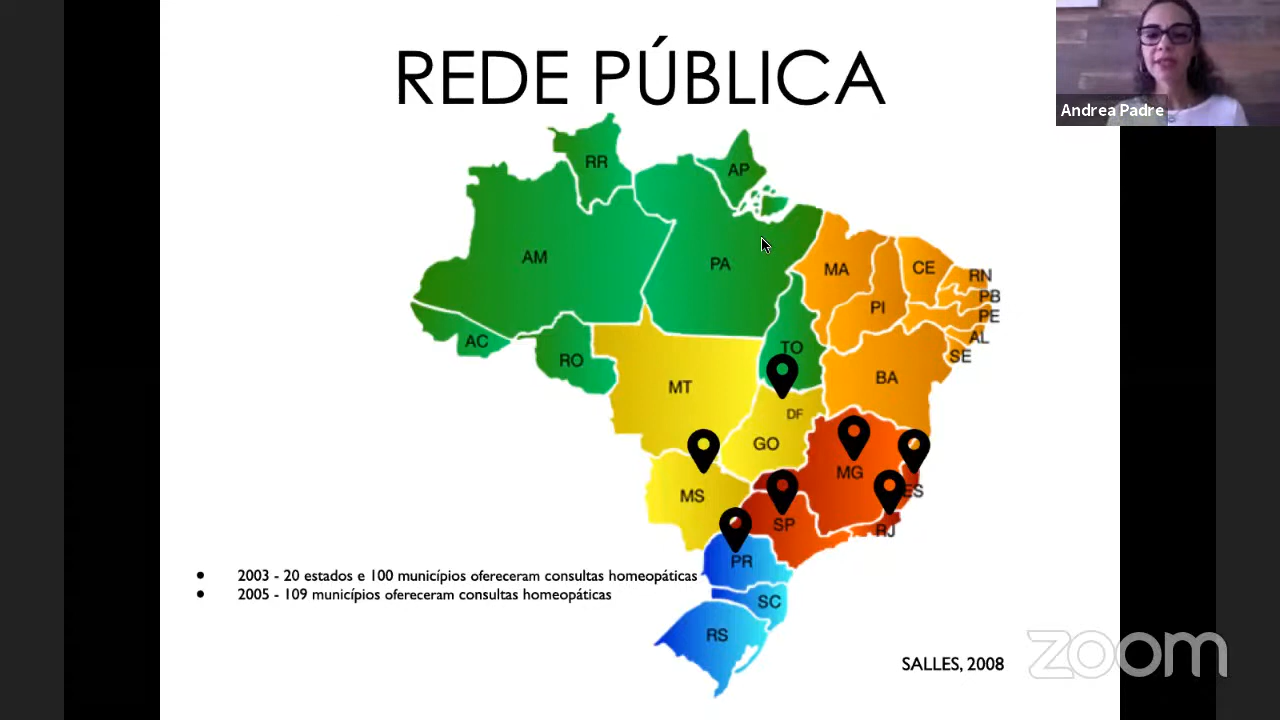 REDE PÚBLICA
Andrea Padre
RR
AP
AM
PA
MA
CE
RN
PI
PB
PE
AL
AC
RO
TO
SE
MT
BA
DF
GO
MG
MS
ES
SP
RJ
PR
• 2003 - 20 estados e 100 municípios ofereceram consultas homeopáticas
• 2005 - 109 municípios ofereceram consultas homeopáticas
SC
RS
SALLES, 2008
zoom